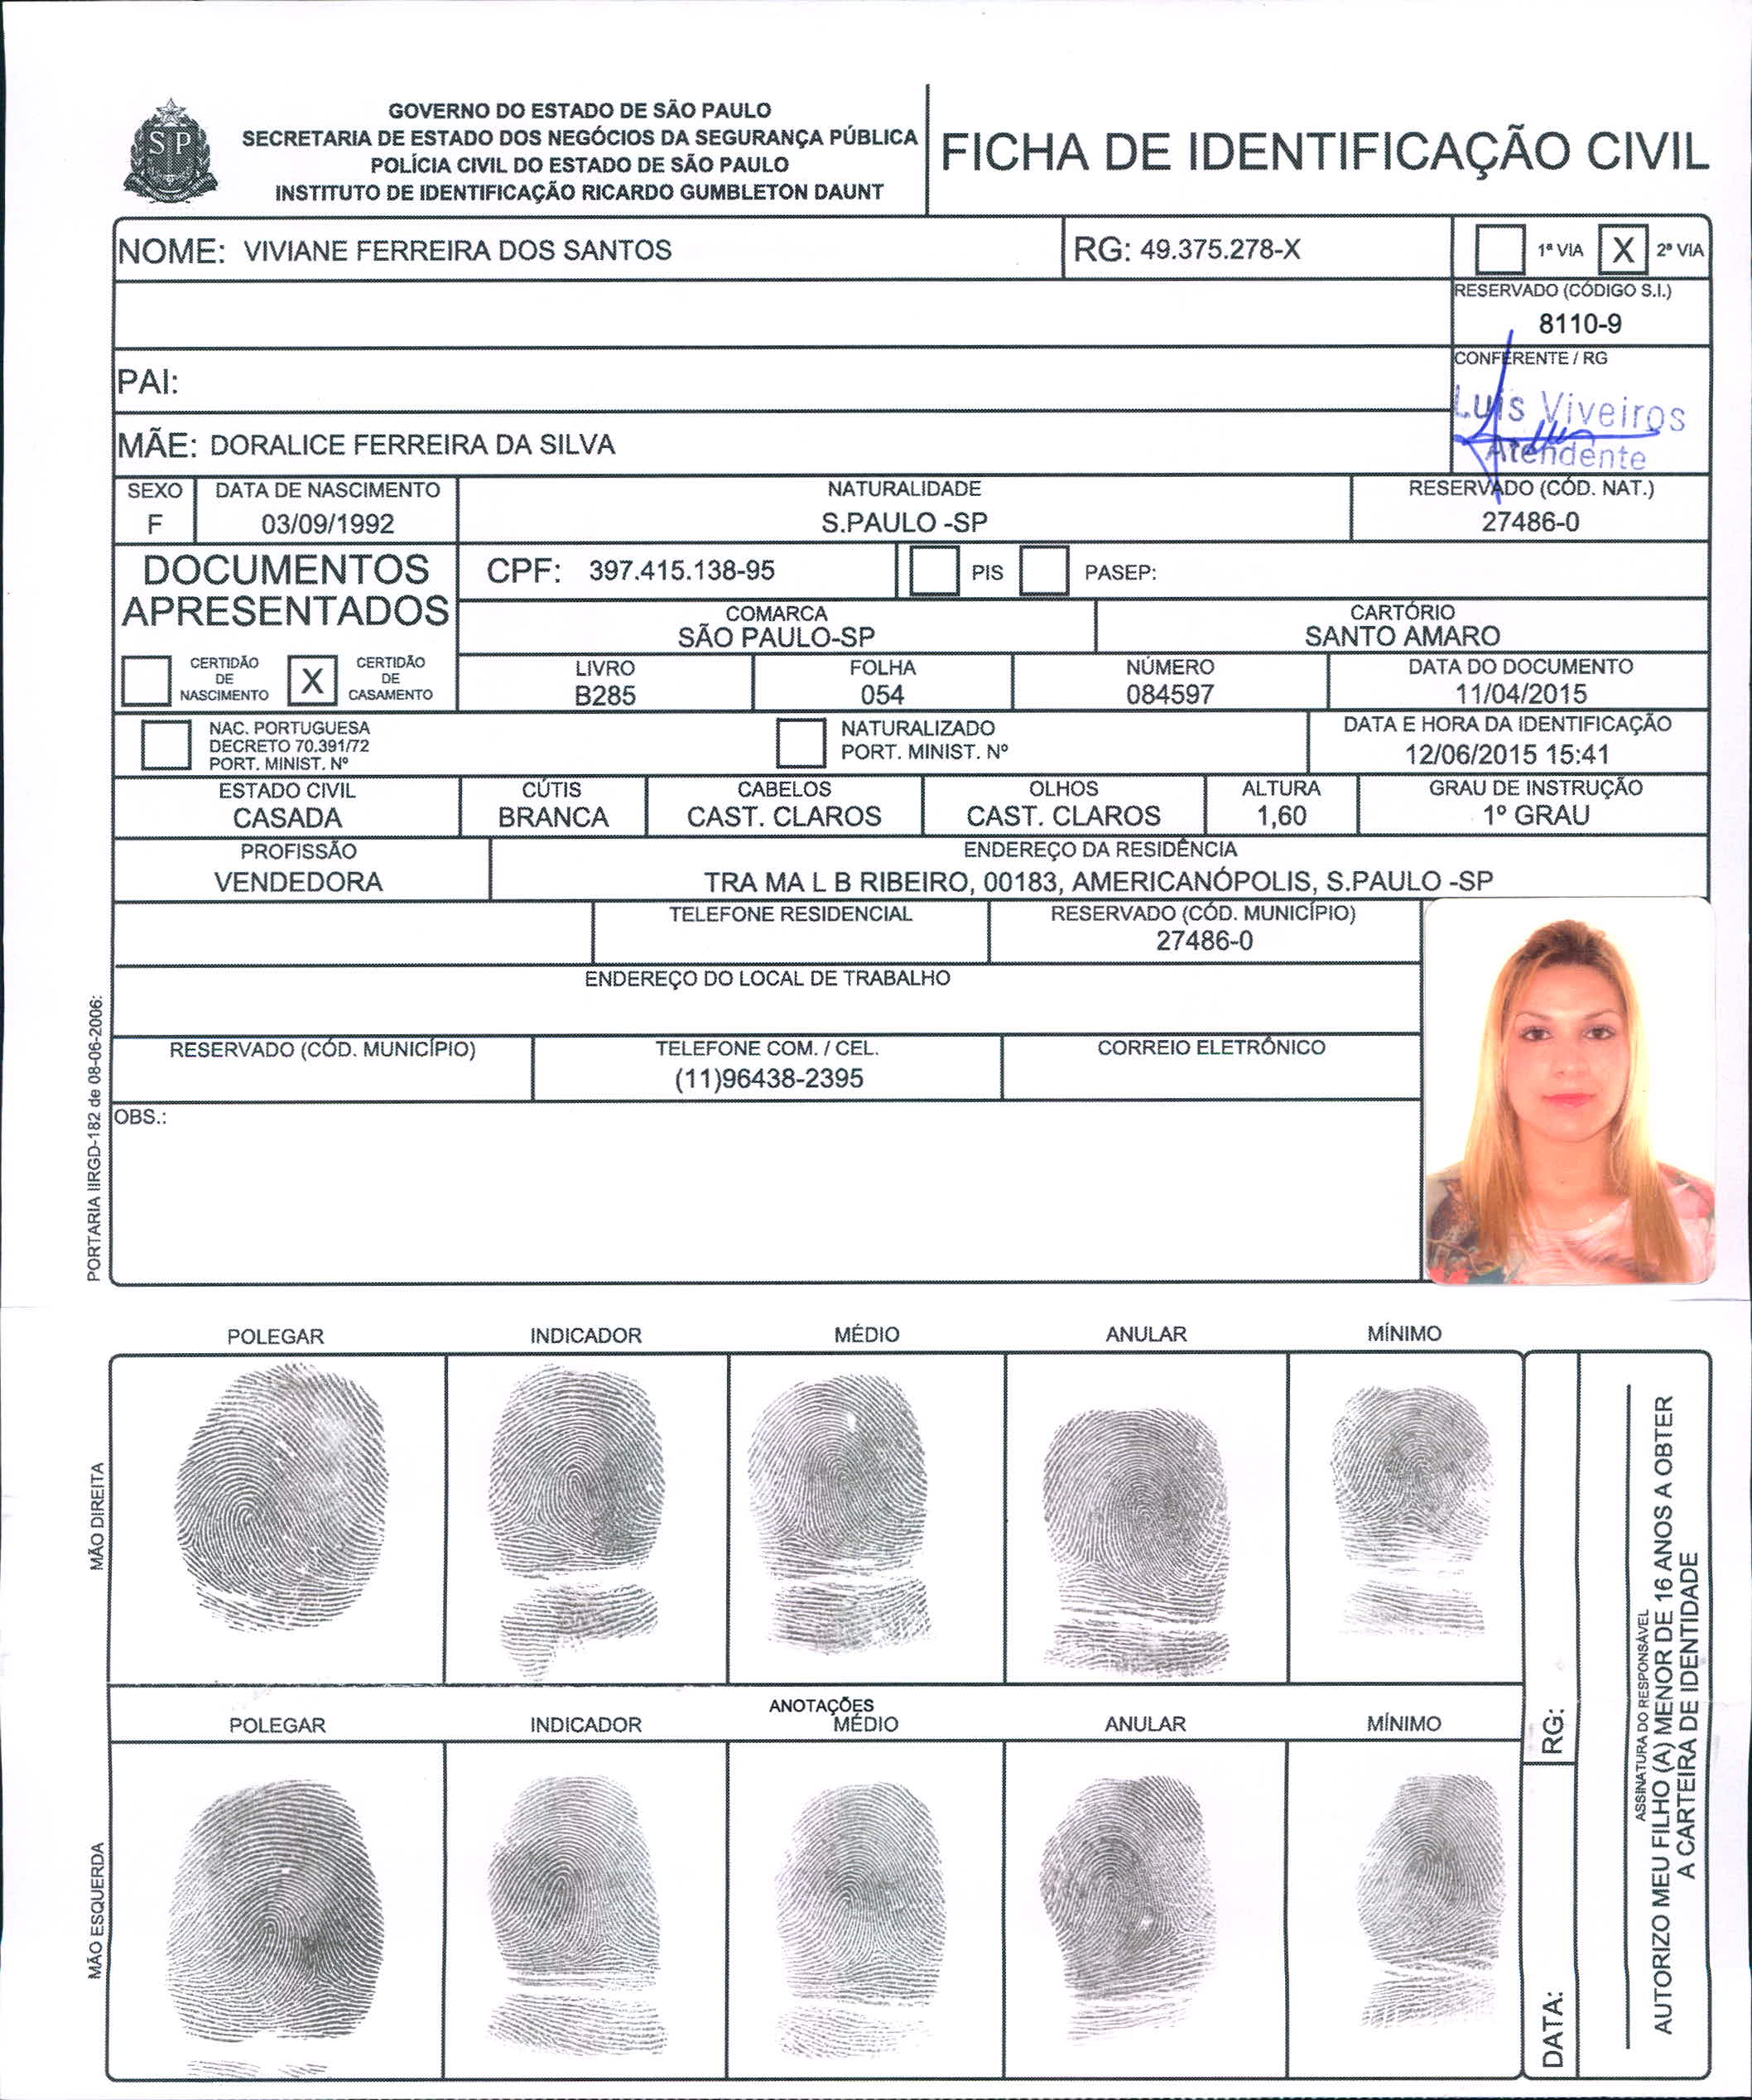 GOVERNO DO ESTADO DE SÃO PAULO
SECRETARIA DE ESTADO DOS NEGÓCIOS DA SEGURANÇA PÚBLICA
POLÍCIA CIVIL DO ESTADO DE SÃO PAULO
INSTITUTO DE IDENTIFICAÇÃO RICARDO GUMBLETON DAUNT
SP
FICHA DE IDENTIFICAÇÃO CIVIL
NOME: VIVIANE FERREIRA DOS SANTOS
RG: 49.375.278-X
1ª VIA X 2ª VIA
RESERVADO (CÓDIGO S.I.)
8110-9
PAI:
CONFERENTE / RG
Luis Viveiros
Atendente
MÃE: DORALICE FERREIRA DA SILVA
SEXO
F
DATA DE NASCIMENTO
03/09/1992
NATURALIDADE
S.PAULO -SP
RESERVADO (CÓD. NAT.)
27486-0
DOCUMENTOS
APRESENTADOS
CPF: 397.415.138-95
PIS
PASEP:
COMARCA
SÃO PAULO-SP
CARTÓRIO
SANTO AMARO
CERTIDÃO
DE
NASCIMENTO
X
CERTIDÃO
DE
CASAMENTO
LIVRO
B285
FOLHA
054
NÚMERO
084597
DATA DO DOCUMENTO
11/04/2015
NAC. PORTUGUESA
DECRETO 70.391/72
PORT. MINIST. Nº
NATURALIZADO
PORT. MINIST. Nº
DATA E HORA DA IDENTIFICAÇÃO
12/06/2015 15:41
ESTADO CIVIL
CASADA
CÚTIS
BRANCA
CABELOS
CAST. CLAROS
OLHOS
CAST. CLAROS
ALTURA
1,60
GRAU DE INSTRUÇÃO
1º GRAU
PROFISSÃO
VENDEDORA
ENDEREÇO DA RESIDÊNCIA
TRA MA L B RIBEIRO, 00183, AMERICANÓPOLIS, S.PAULO -SP
TELEFONE RESIDENCIAL
RESERVADO (CÓD. MUNICÍPIO)
27486-0
ENDEREÇO DO LOCAL DE TRABALHO
RESERVADO (CÓD. MUNICÍPIO)
TELEFONE COM. / CEL.
(11)96438-2395
CORREIO ELETRÔNICO
OBS.:
PORTARIA IIRGD-182 de 08-06-2006:
POLEGAR INDICADOR MÉDIO ANULAR MÍNIMO
MÃO DIREITA
ANOTAÇÕES
POLEGAR INDICADOR MÉDIO ANULAR MÍNIMO
MÃO ESQUERDA
RG:
DATA:
ASSINATURA DO RESPONSÁVEL
AUTORIZO MEU FILHO (A) MENOR DE 16 ANOS A OBTER
A CARTEIRA DE IDENTIDADE